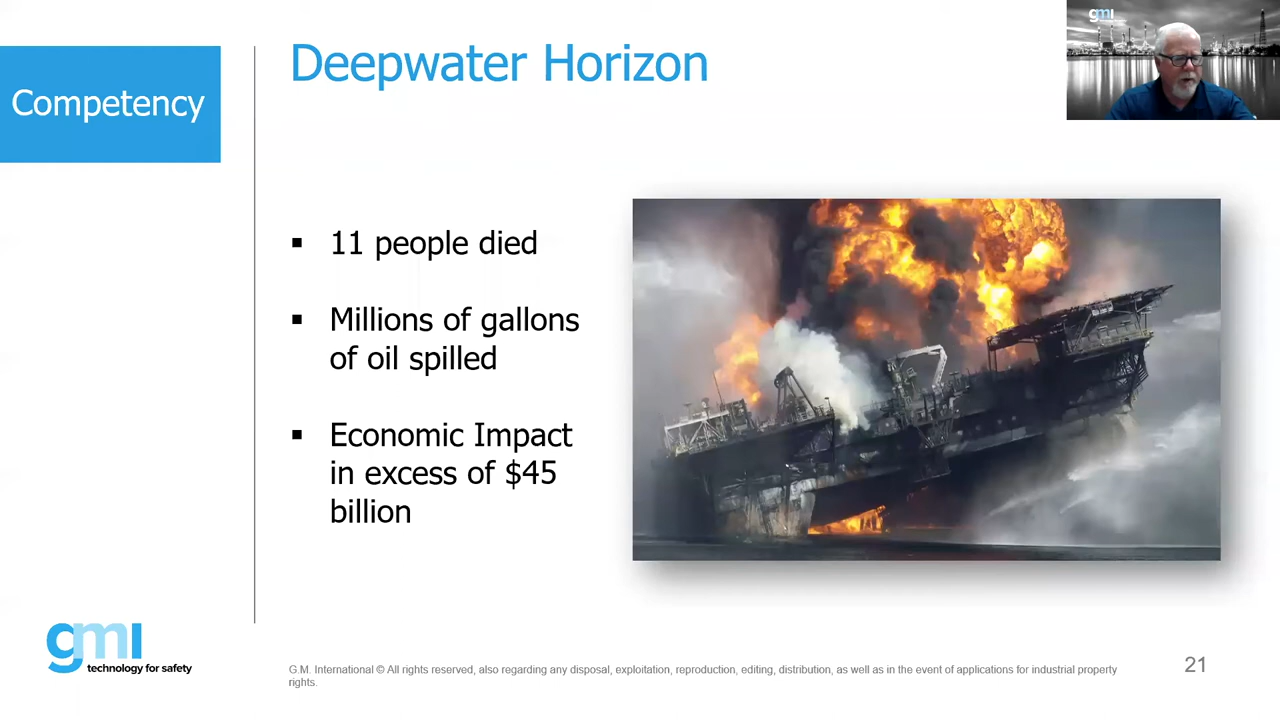 Deepwater Horizon
Competency
gmi
▪ 11 people died
▪ Millions of gallons
of oil spilled
▪ Economic Impact
in excess of $45
billion
gmi
technology for safety
G.M. International © All rights reserved, also regarding any disposal, exploitation, reproduction, editing, distribution, as well as in the event of applications for industrial property
rights.
21